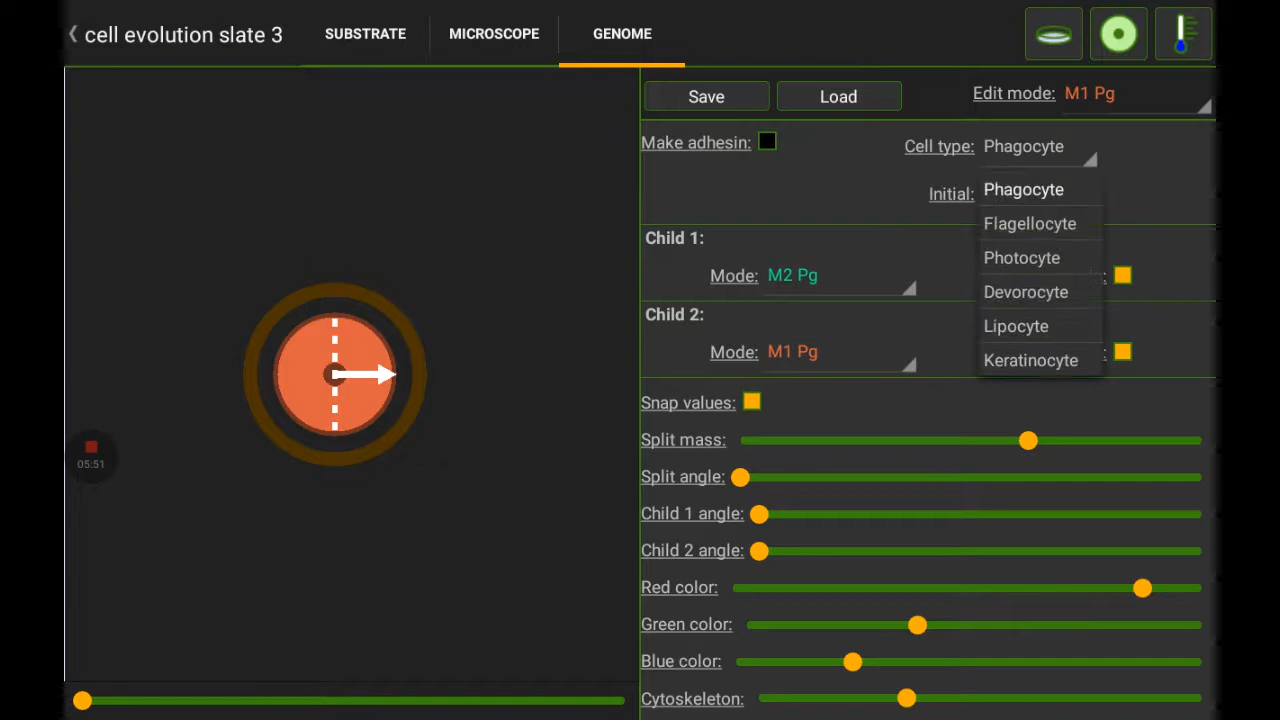 cell evolution slate 3
SUBSTRATE
MICROSCOPE
GENOME
Save
Load
Edit mode: M1 Pg
Make adhesin:
Cell type: Phagocyte
Initial:
Phagocyte
Flagellocyte
Photocyte
Devorocyte
Lipocyte
Keratinocyte
Child 1:
Mode: M2 Pg
Child 2:
Mode: M1 Pg
Snap values:
Split mass:
Split angle:
Child 1 angle:
Child 2 angle:
Red color:
Green color:
Blue color:
Cytoskeleton:
05:51